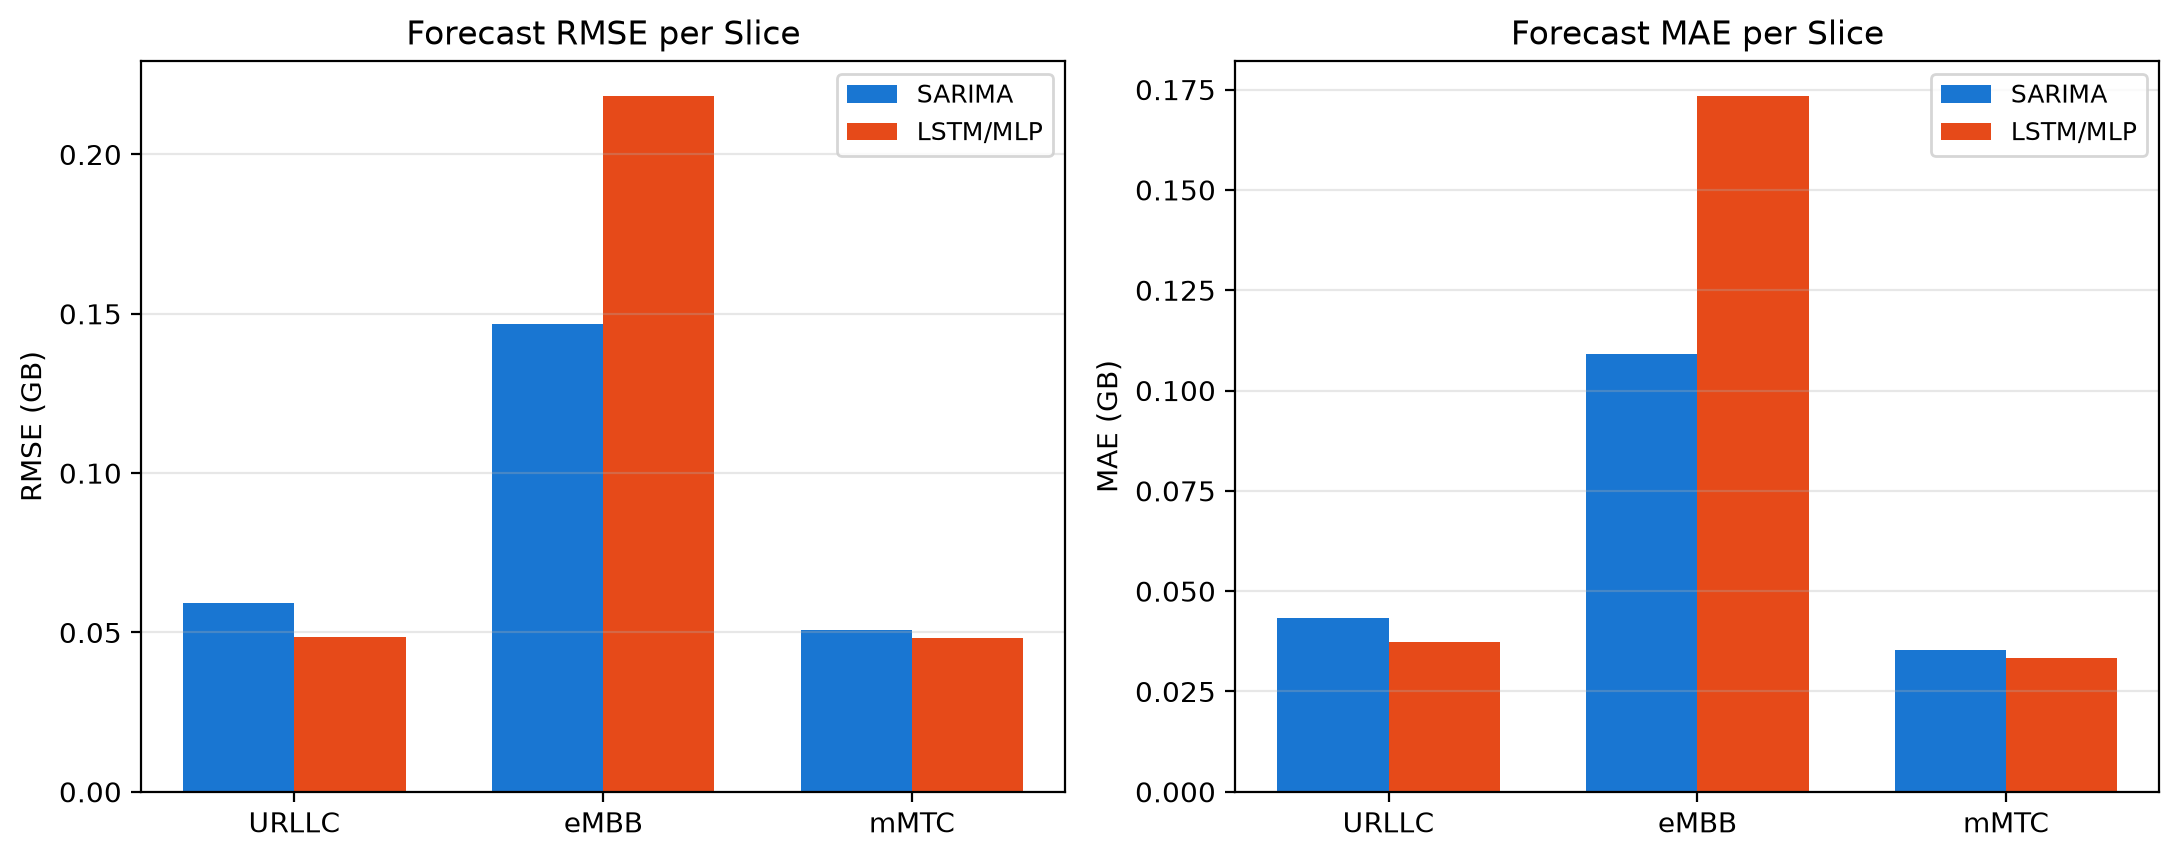 Forecast RMSE per Slice
SARIMA
LSTM/MLP
0.20
0.15
0.10
0.05
0.00
RMSE (GB)
URLLC
eMBB
mMTC
Forecast MAE per Slice
SARIMA
LSTM/MLP
0.175
0.150
0.125
0.100
0.075
0.050
0.025
0.000
MAE (GB)
URLLC
eMBB
mMTC